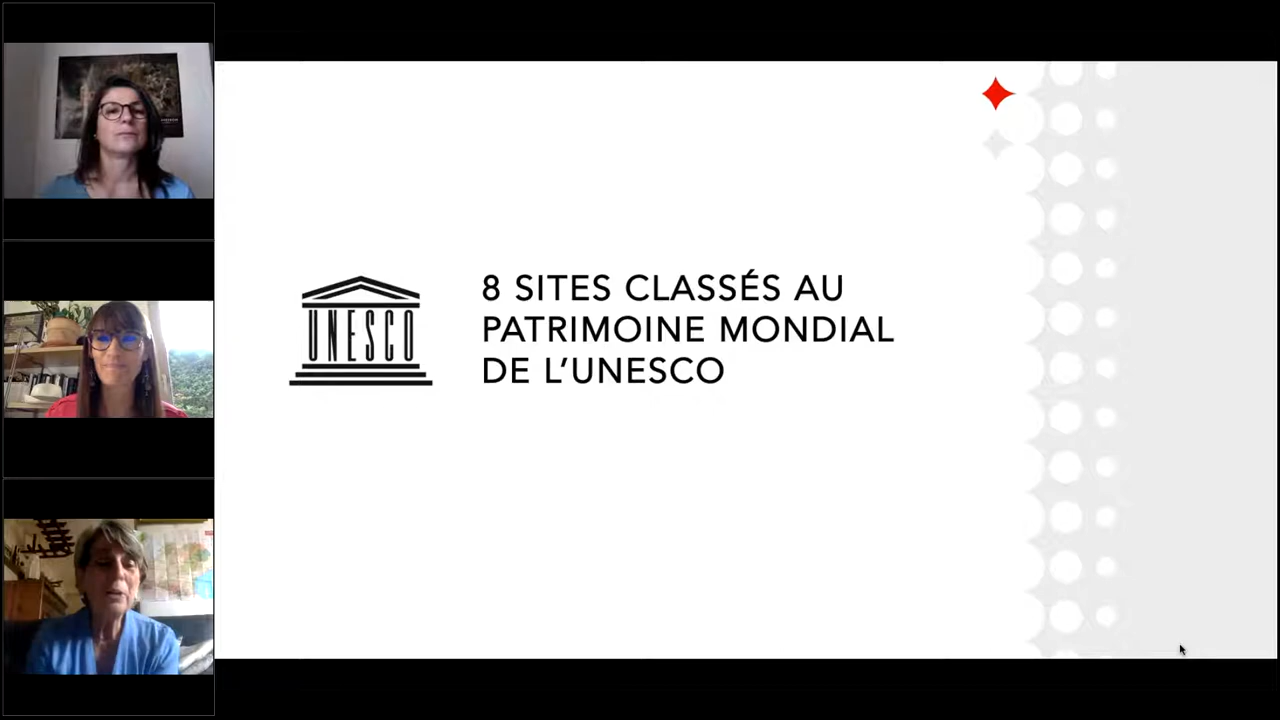 UNESCO
8 SITES CLASSÉS AU
PATRIMOINE MONDIAL
DE L’UNESCO